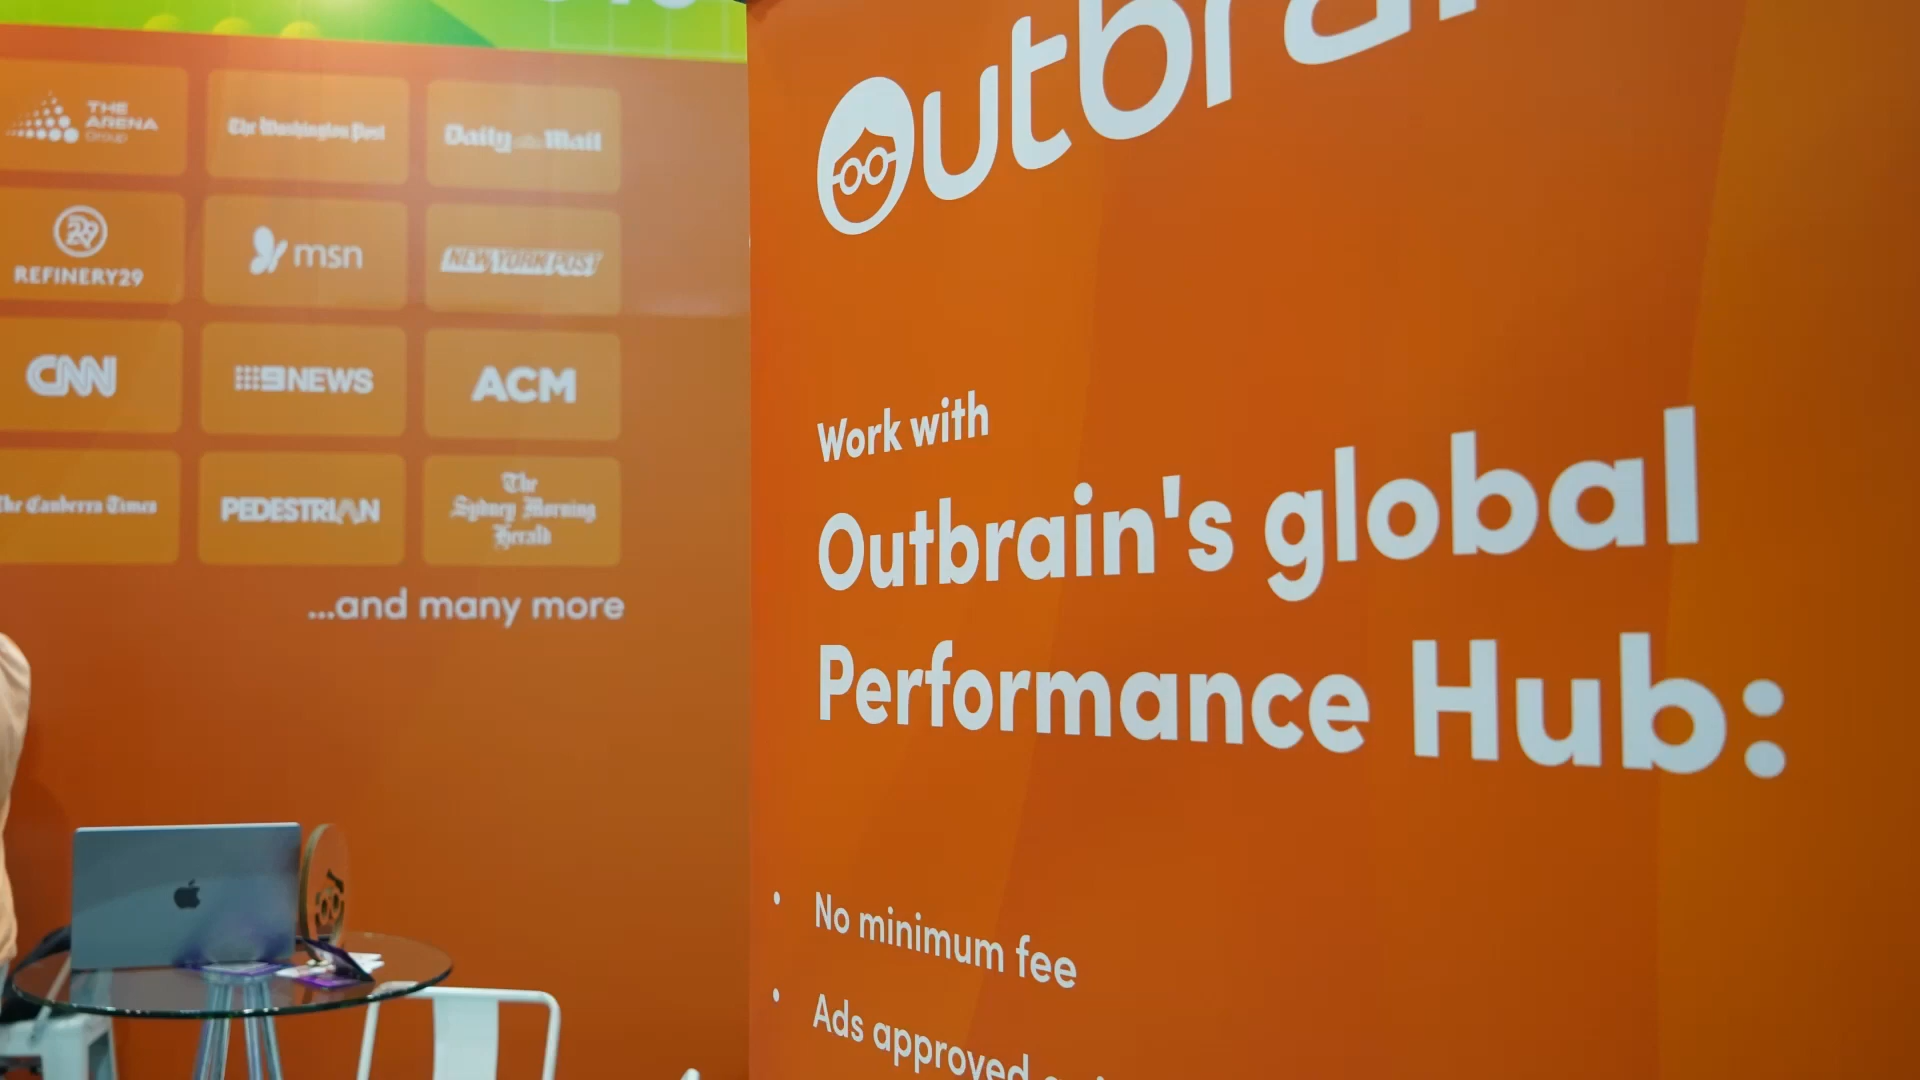 THE
ARENA
Group
The Washington Post
Daily Mail
REFINERY29
msn
NEW YORK POST
CNN
9NEWS
ACM
The Canberra Times
PEDESTRIAN
The
Sydney Morning
Herald
...and many more
Outbrain
Work with
Outbrain's global
Performance Hub:
• No minimum fee
• Ads approved